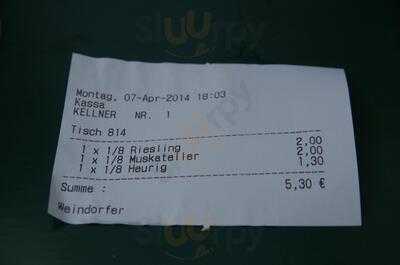 sluurpy
Montag, 07-Apr-2014 18:03
Kassa
KELLNER NR. 1
Tisch 814
1 x 1/8 Riesling 2,00
1 x 1/8 Muskateller 2,00
1 x 1/8 Heurig 1,30
Summe : 5,30 €
Weindorfer